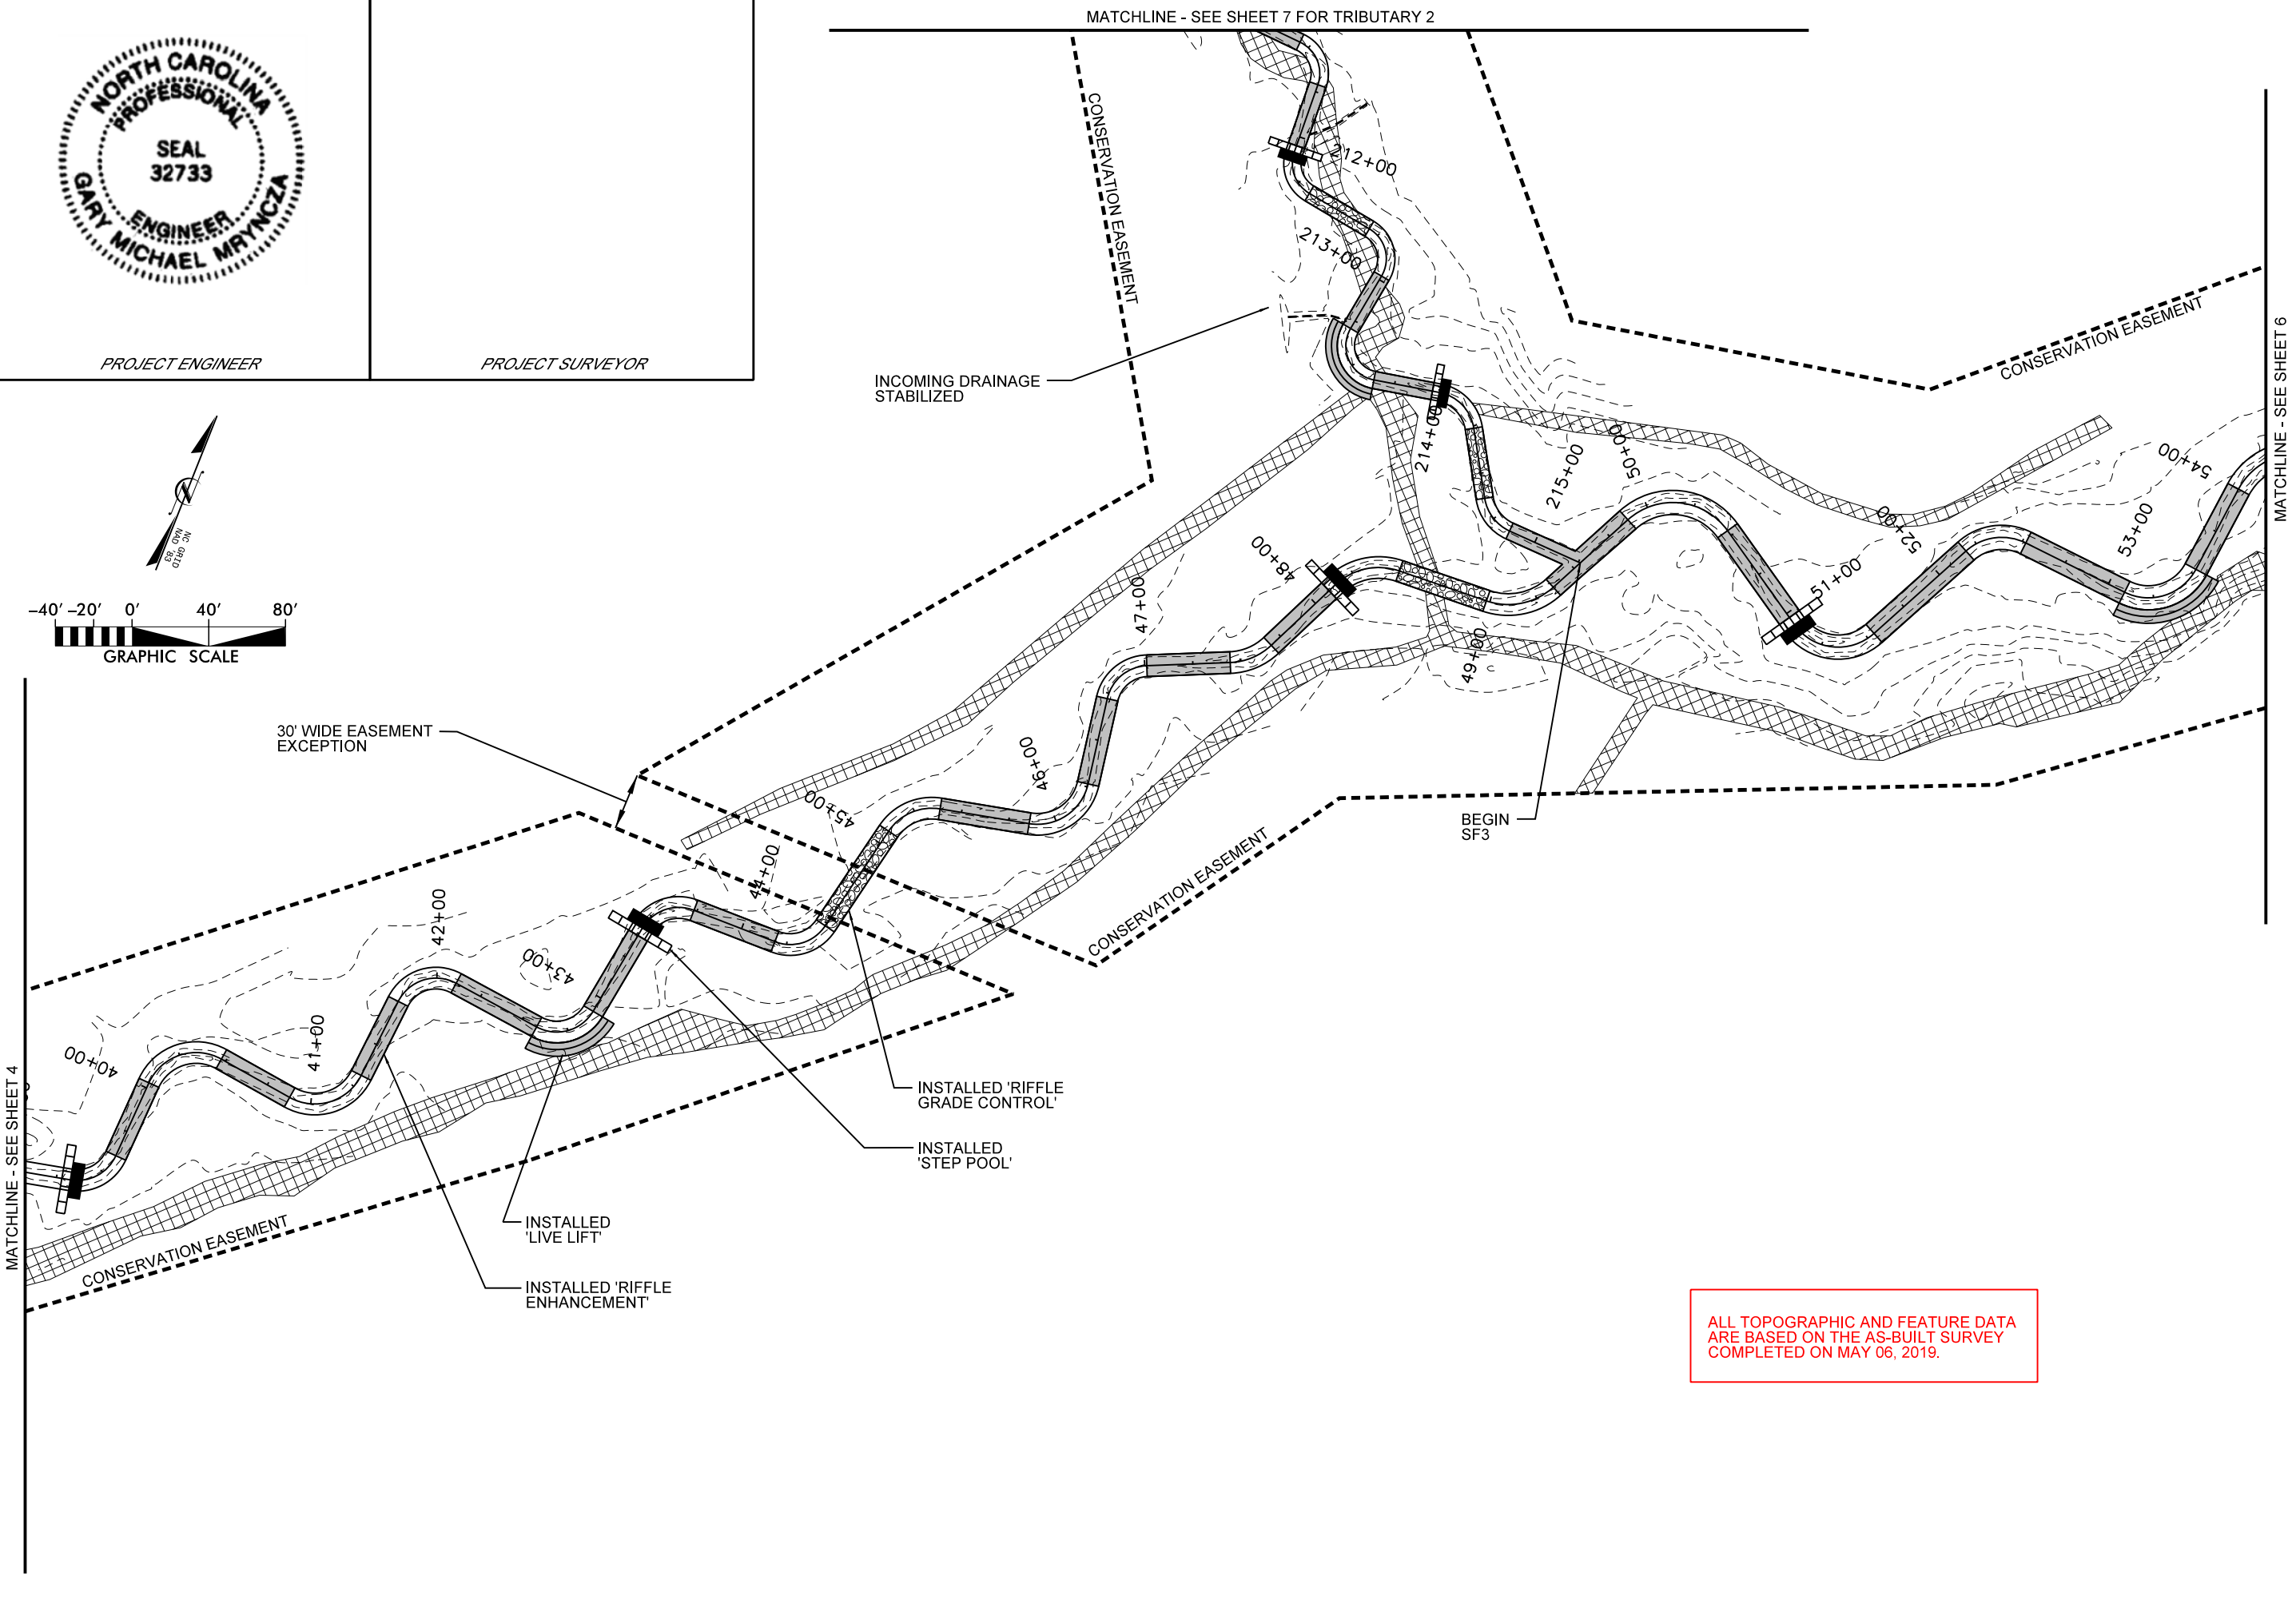 MATCHLINE - SEE SHEET 7 FOR TRIBUTARY 2
NORTH CAROLINA
PROFESSIONAL
SEAL
32733
ENGINEER
GARY MICHAEL MRYNCZA
PROJECT ENGINEER
PROJECT SURVEYOR
CONSERVATION EASEMENT
212+00
213+00
INCOMING DRAINAGE
STABILIZED
214+00
215+00
50+00
CONSERVATION EASEMENT
MATCHLINE - SEE SHEET 6
54+00
53+00
52+00
51+00
N
NC GRID
NAD '83
-40' -20' 0' 40' 80'
GRAPHIC SCALE
48+00
47+00
49+00
30' WIDE EASEMENT
EXCEPTION
46+00
45+00
44+00
BEGIN
SF3
CONSERVATION EASEMENT
42+00
43+00
41+00
40+00
MATCHLINE - SEE SHEET 4
INSTALLED 'RIFFLE
GRADE CONTROL'
INSTALLED
'STEP POOL'
INSTALLED
'LIVE LIFT'
CONSERVATION EASEMENT
INSTALLED 'RIFFLE
ENHANCEMENT'
ALL TOPOGRAPHIC AND FEATURE DATA
ARE BASED ON THE AS-BUILT SURVEY
COMPLETED ON MAY 06, 2019.